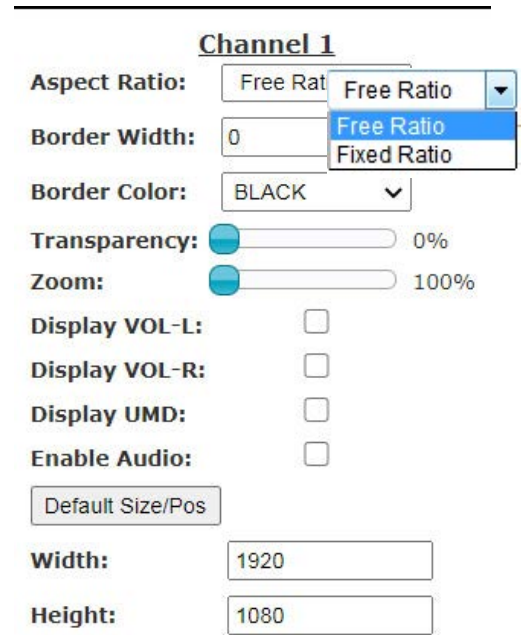 Channel 1
Aspect Ratio: Free Rat Free Ratio
Free Ratio
Fixed Ratio
Border Width: 0
Border Color: BLACK
Transparency: 0%
Zoom: 100%
Display VOL-L:
Display VOL-R:
Display UMD:
Enable Audio:
Default Size/Pos
Width: 1920
Height: 1080